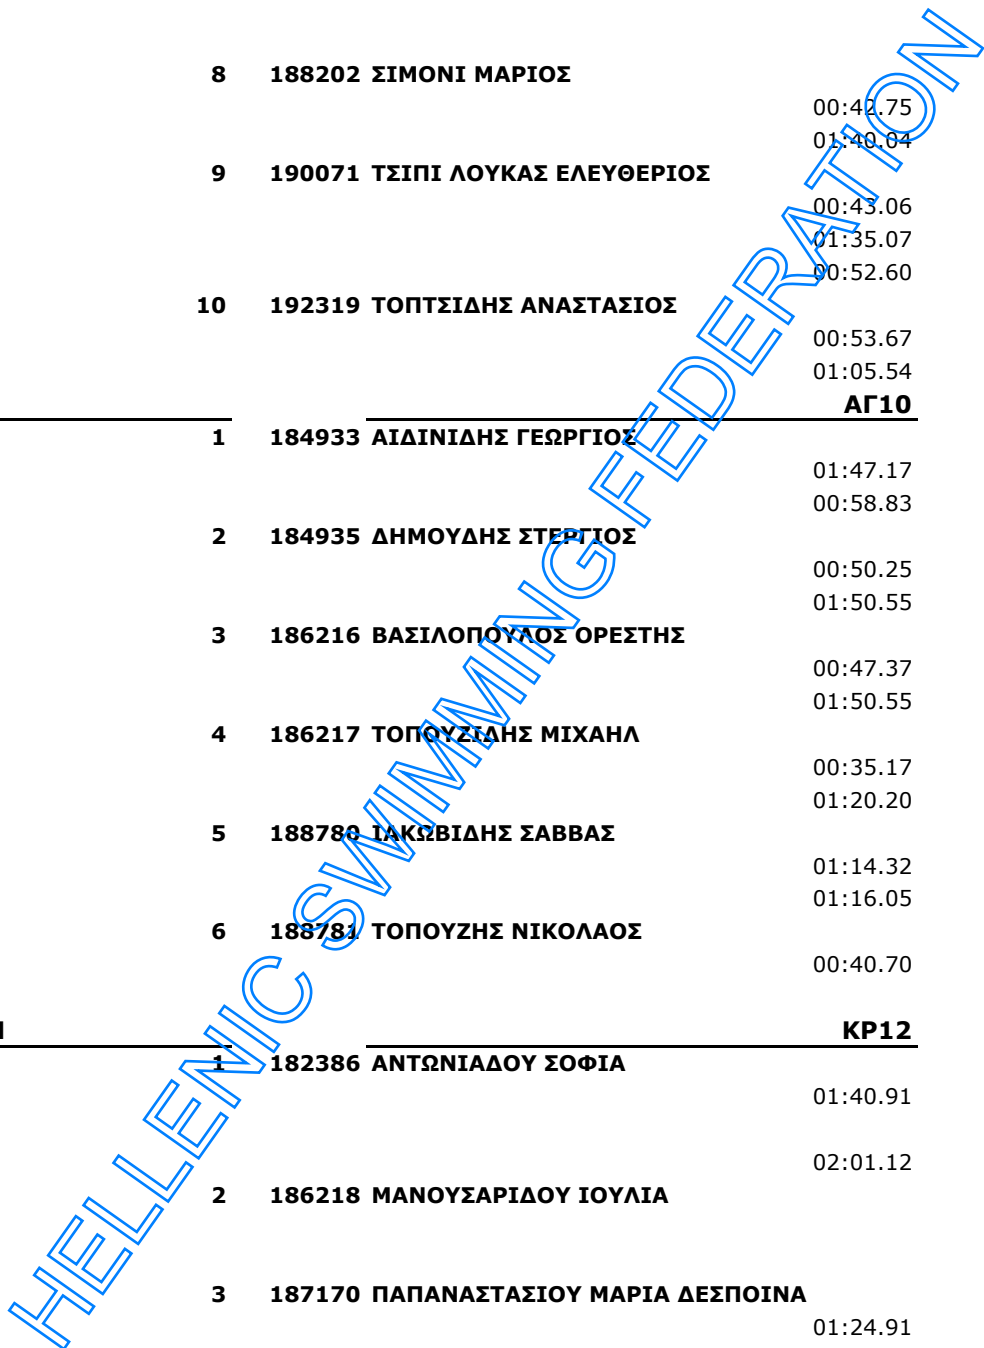 8 188202 ΣΙΜΟΝΙ ΜΑΡΙΟΣ
00:42.75
01:40.04
9 190071 ΤΣΙΠΙ ΛΟΥΚΑΣ ΕΛΕΥΘΕΡΙΟΣ
00:43.06
01:35.07
00:52.60
10 192319 ΤΟΠΤΣΙΔΗΣ ΑΝΑΣΤΑΣΙΟΣ
00:53.67
01:05.54
ΑΓ10
1 184933 ΑΙΔΙΝΙΔΗΣ ΓΕΩΡΓΙΟΣ
01:47.17
00:58.83
2 184935 ΔΗΜΟΥΔΗΣ ΣΤΕΡΓΙΟΣ
00:50.25
01:50.55
3 186216 ΒΑΣΙΛΟΠΟΥΛΟΣ ΟΡΕΣΤΗΣ
00:47.37
01:50.55
4 186217 ΤΟΠΟΥΖΙΔΗΣ ΜΙΧΑΗΛ
00:35.17
01:20.20
5 188780 ΙΑΚΩΒΙΔΗΣ ΣΑΒΒΑΣ
01:14.32
01:16.05
6 188781 ΤΟΠΟΥΖΗΣ ΝΙΚΟΛΑΟΣ
00:40.70
ΚΡ12
1 182386 ΑΝΤΩΝΙΑΔΟΥ ΣΟΦΙΑ
01:40.91
02:01.12
2 186218 ΜΑΝΟΥΣΑΡΙΔΟΥ ΙΟΥΛΙΑ
3 187170 ΠΑΠΑΝΑΣΤΑΣΙΟΥ ΜΑΡΙΑ ΔΕΣΠΟΙΝΑ
01:24.91
HELLENIC SWIMMING FEDERATION